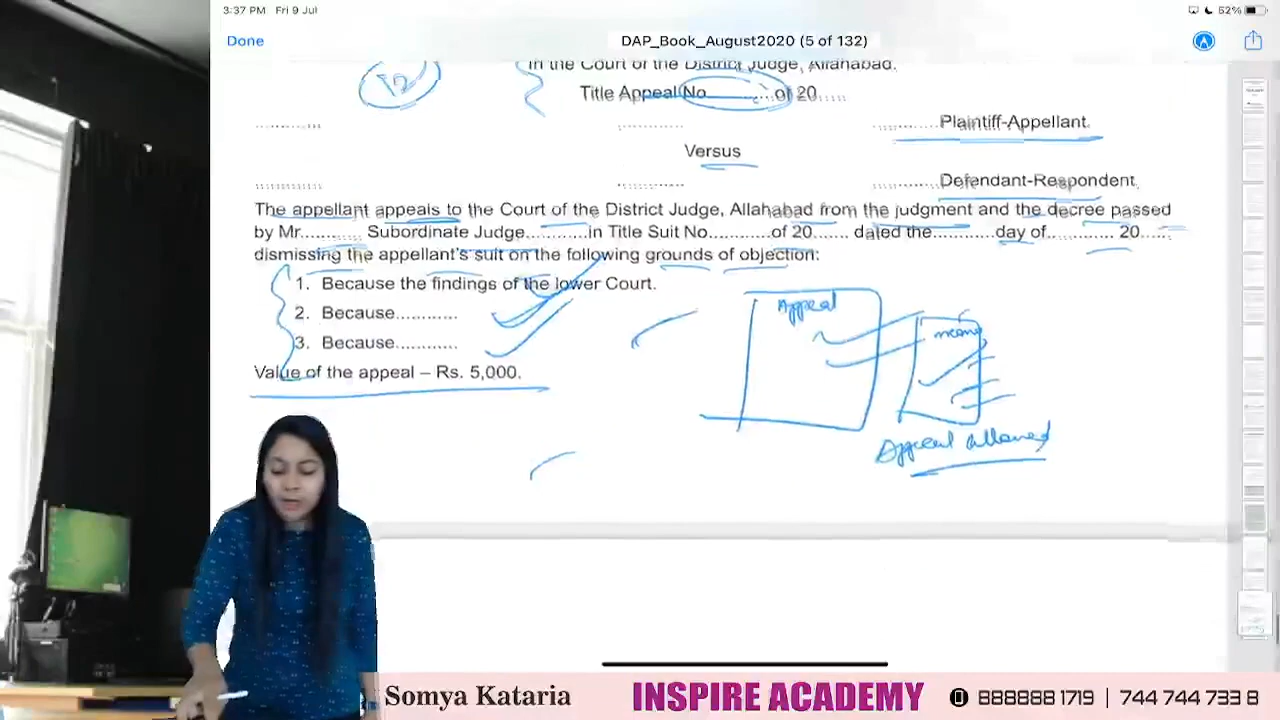 3:37 PM Fri 9 Jul
52%
Done
DAP_Book_August2020 (5 of 132)
12
In the Court of the District Judge, Allahabad.
Title Appeal No............ of 20......
Plaintiff-Appellant.
Versus
Defendant-Respondent.
The appellant appeals to the Court of the District Judge, Allahabad from the judgment and the decree passed
by Mr......... Subordinate Judge............in Title Suit No............of 20....... dated the............day of............. 20......
dismissing the appellant's suit on the following grounds of objection:
1. Because the findings of the lower Court.
2. Because............
3. Because............
Value of the appeal – Rs. 5,000.
Appeal
Appeal allowed
Somya Kataria
INSPIRE ACADEMY
888888 1719 | 744 744 733 8